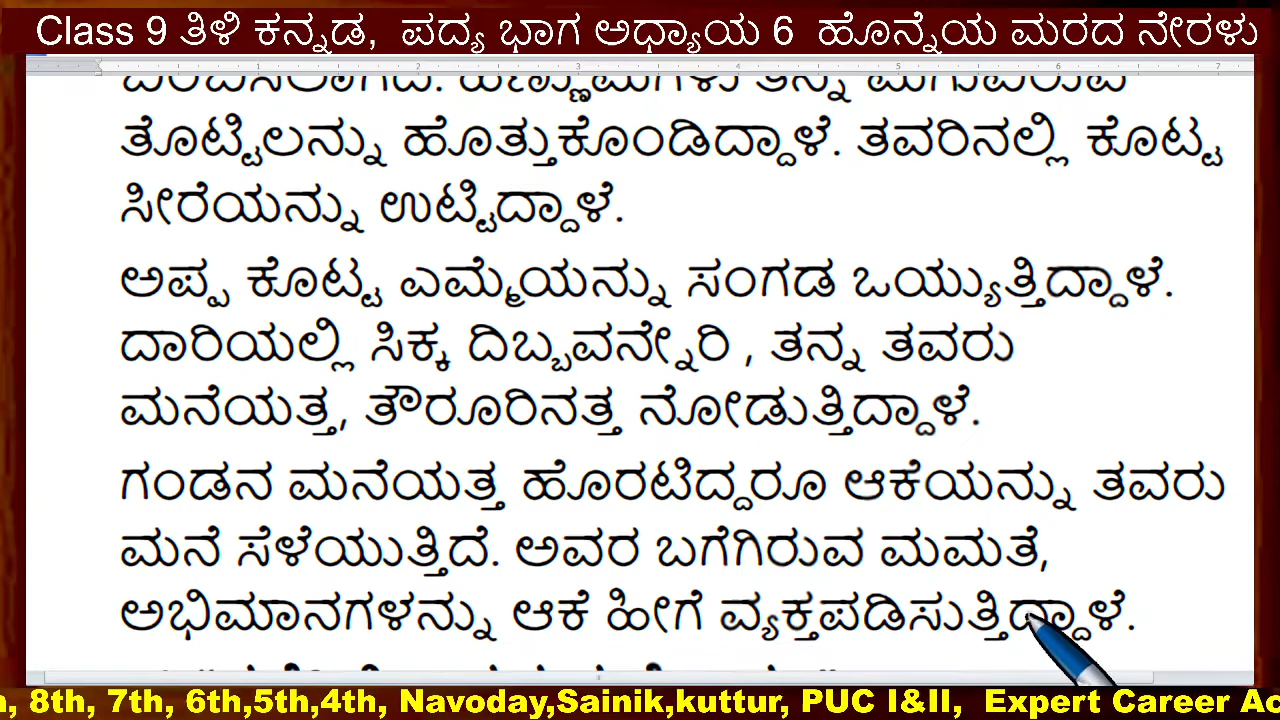 Class 9 ತಿಳಿ ಕನ್ನಡ, ಪದ್ಯ ಭಾಗ ಅಧ್ಯಾಯ 6 ಹೊನ್ನೆಯ ಮರದ ನೇರಳು
ತೊಟ್ಟಿಲನ್ನು ಹೊತ್ತುಕೊಂಡಿದ್ದಾಳೆ. ತವರಿನಲ್ಲಿ ಕೊಟ್ಟ
ಸೀರೆಯನ್ನು ಉಟ್ಟಿದ್ದಾಳೆ.
ಅಪ್ಪ ಕೊಟ್ಟ ಎಮ್ಮೆಯನ್ನು ಸಂಗಡ ಒಯ್ಯುತ್ತಿದ್ದಾಳೆ.
ದಾರಿಯಲ್ಲಿ ಸಿಕ್ಕ ದಿಬ್ಬವನ್ನೇರಿ , ತನ್ನ ತವರು
ಮನೆಯತ್ತ, ತೌರೂರಿನತ್ತ ನೋಡುತ್ತಿದ್ದಾಳೆ.
ಗಂಡನ ಮನೆಯತ್ತ ಹೊರಟಿದ್ದರೂ ಆಕೆಯನ್ನು ತವರು
ಮನೆ ಸೆಳೆಯುತ್ತಿದೆ. ಅವರ ಬಗೆಗಿರುವ ಮಮತೆ,
ಅಭಿಮಾನಗಳನ್ನು ಆಕೆ ಹೀಗೆ ವ್ಯಕ್ತಪಡಿಸುತ್ತಿದ್ದಾಳೆ.
8th, 7th, 6th,5th,4th, Navoday,Sainik,kuttur, PUC I&II, Expert Career